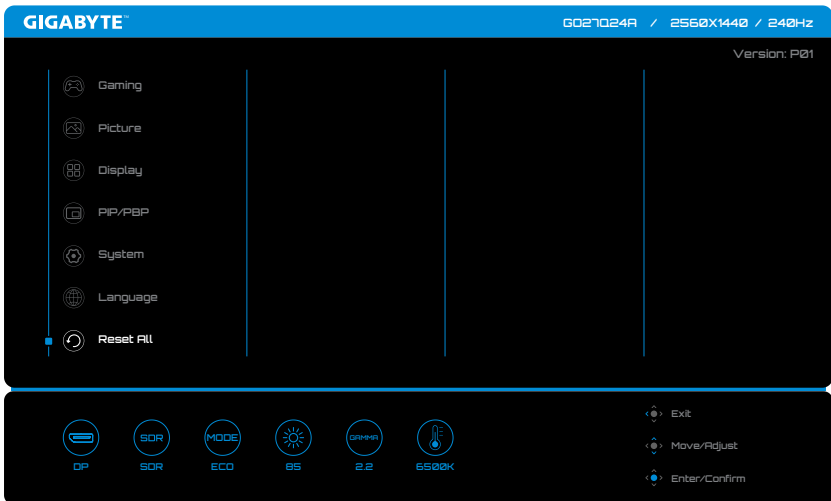 GIGABYTE™
GO27Q24A / 2560X1440 / 240Hz
Version: P01
Gaming
Picture
Display
PIP/PBP
System
Language
Reset All
SDR
MODE
GAMMA
DP
SDR
ECO
85
2.2
6500K
Exit
Move/Adjust
Enter/Confirm